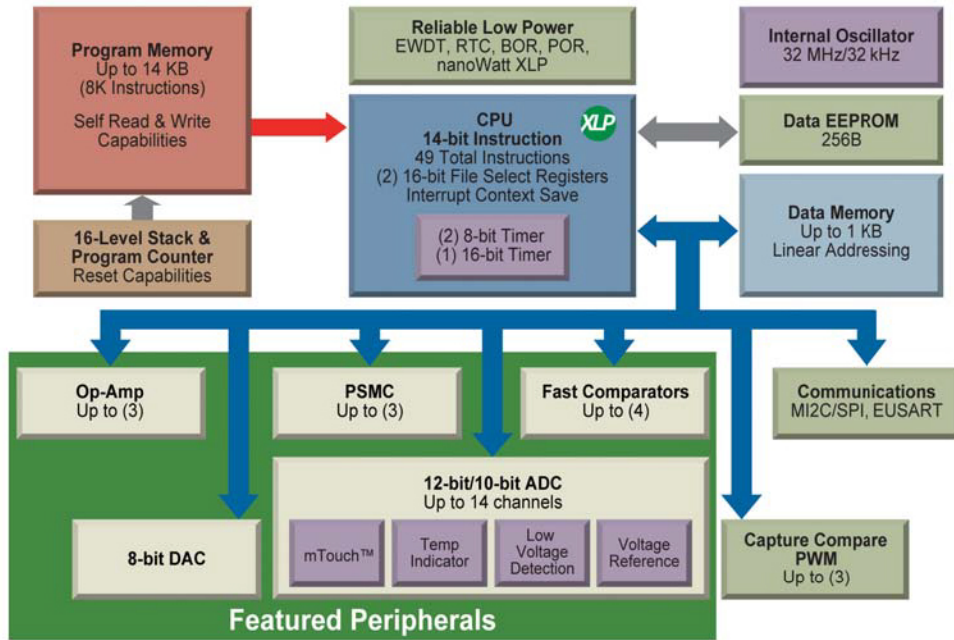 Program Memory
Up to 14 KB
(8K Instructions)
Self Read & Write
Capabilities
Reliable Low Power
EWDT, RTC, BOR, POR,
nanoWatt XLP
Internal Oscillator
32 MHz/32 kHz
CPU
XLP
14-bit Instruction
49 Total Instructions
(2) 16-bit File Select Registers
Interrupt Context Save
(2) 8-bit Timer
(1) 16-bit Timer
Data EEPROM
256B
16-Level Stack &
Program Counter
Reset Capabilities
Data Memory
Up to 1 KB
Linear Addressing
Op-Amp
Up to (3)
PSMC
Up to (3)
Fast Comparators
Up to (4)
Communications
MI2C/SPI, EUSART
12-bit/10-bit ADC
Up to 14 channels
mTouch™
Temp
Indicator
Low
Voltage
Detection
Voltage
Reference
8-bit DAC
Capture Compare
PWM
Up to (3)
Featured Peripherals